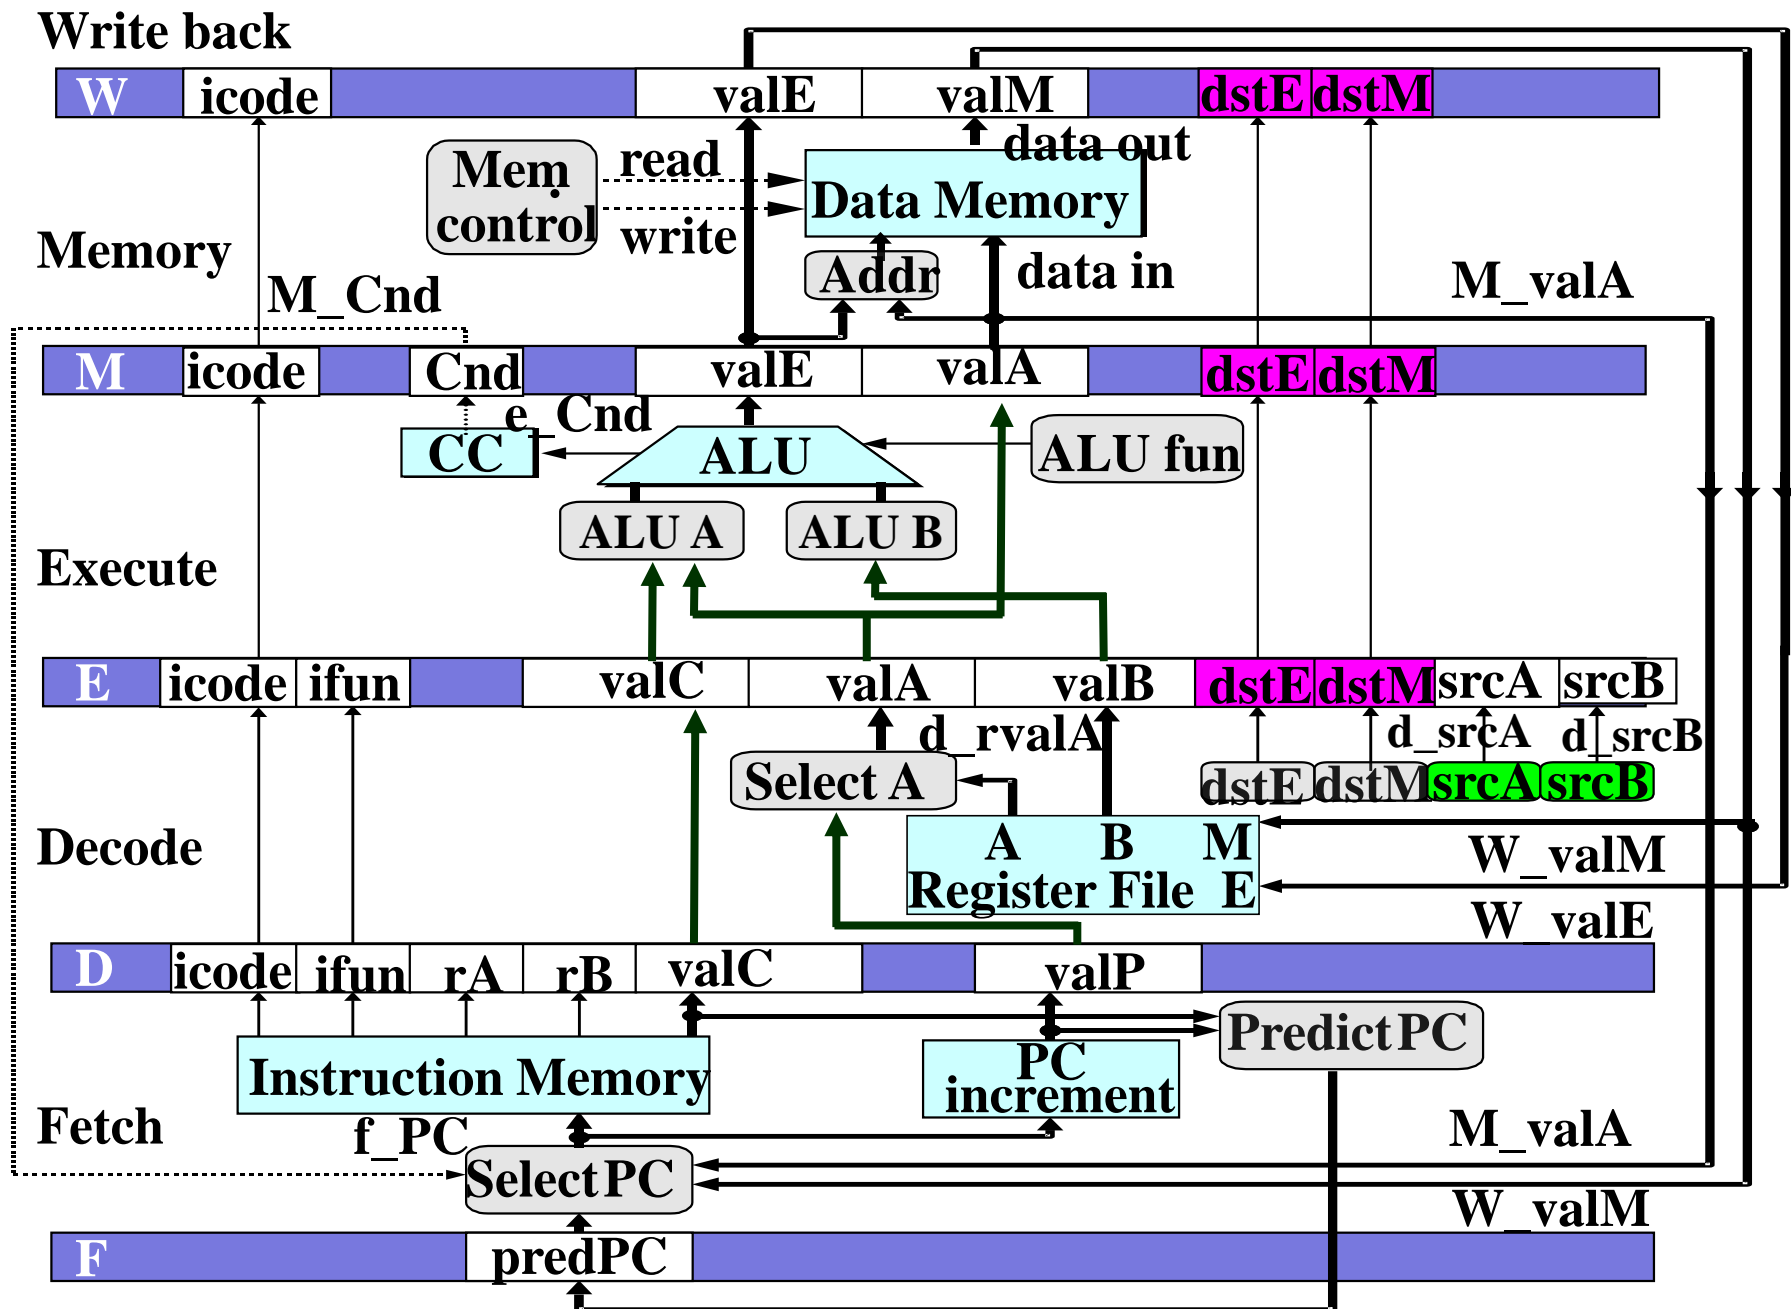 Write back
W icode valE valM dstE dstM
data out
Mem
control
read
write
Data Memory
Memory
Addr
data in
M_valA
M_Cnd
M icode Cnd valE valA dstE dstM
e_Cnd
CC
ALU
ALU fun
ALU A
ALU B
Execute
E icode ifun valC valA valB dstE dstM srcA srcB
d_rvalA
d_srcA
d_srcB
Select A
dstE dstM srcA srcB
Decode
A B M
Register File E
W_valM
W_valE
D icode ifun rA rB valC valP
Predict PC
Instruction Memory
PC
increment
Fetch
f_PC
M_valA
Select PC
W_valM
F predPC